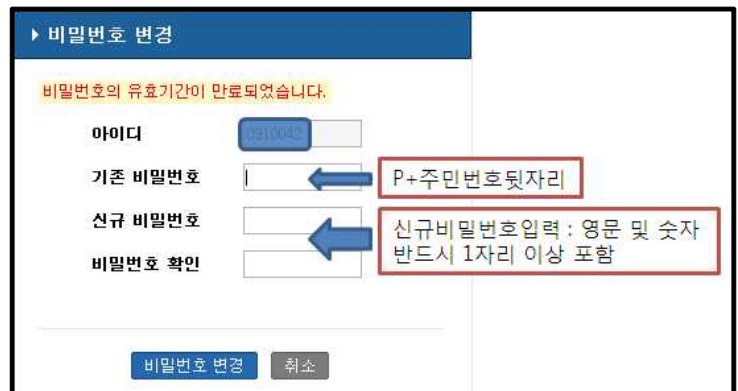 비밀번호 변경
비밀번호의 유효기간이 만료되었습니다.
아이디
기존 비밀번호
P+주민번호뒷자리
신규 비밀번호
신규비밀번호입력 : 영문 및 숫자
반드시 1자리 이상 포함
비밀번호 확인
비밀번호 변경 취소